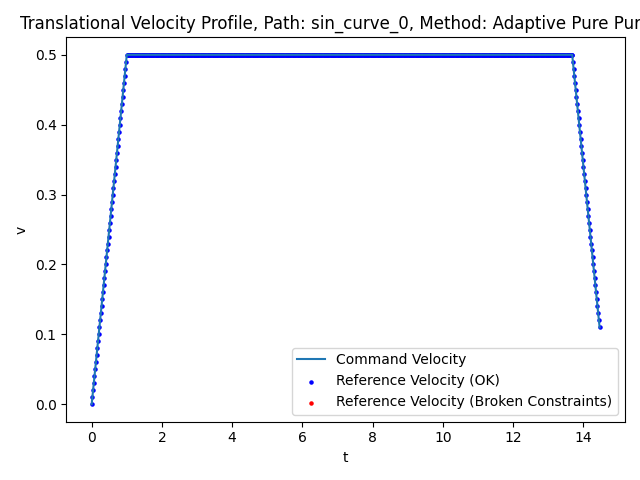 Translational Velocity Profile, Path: sin_curve_0, Method: Adaptive Pure Pur
0.5
0.4
0.3
0.2
0.1
0.0
v
Command Velocity
Reference Velocity (OK)
Reference Velocity (Broken Constraints)
0 2 4 6 8 10 12 14
t